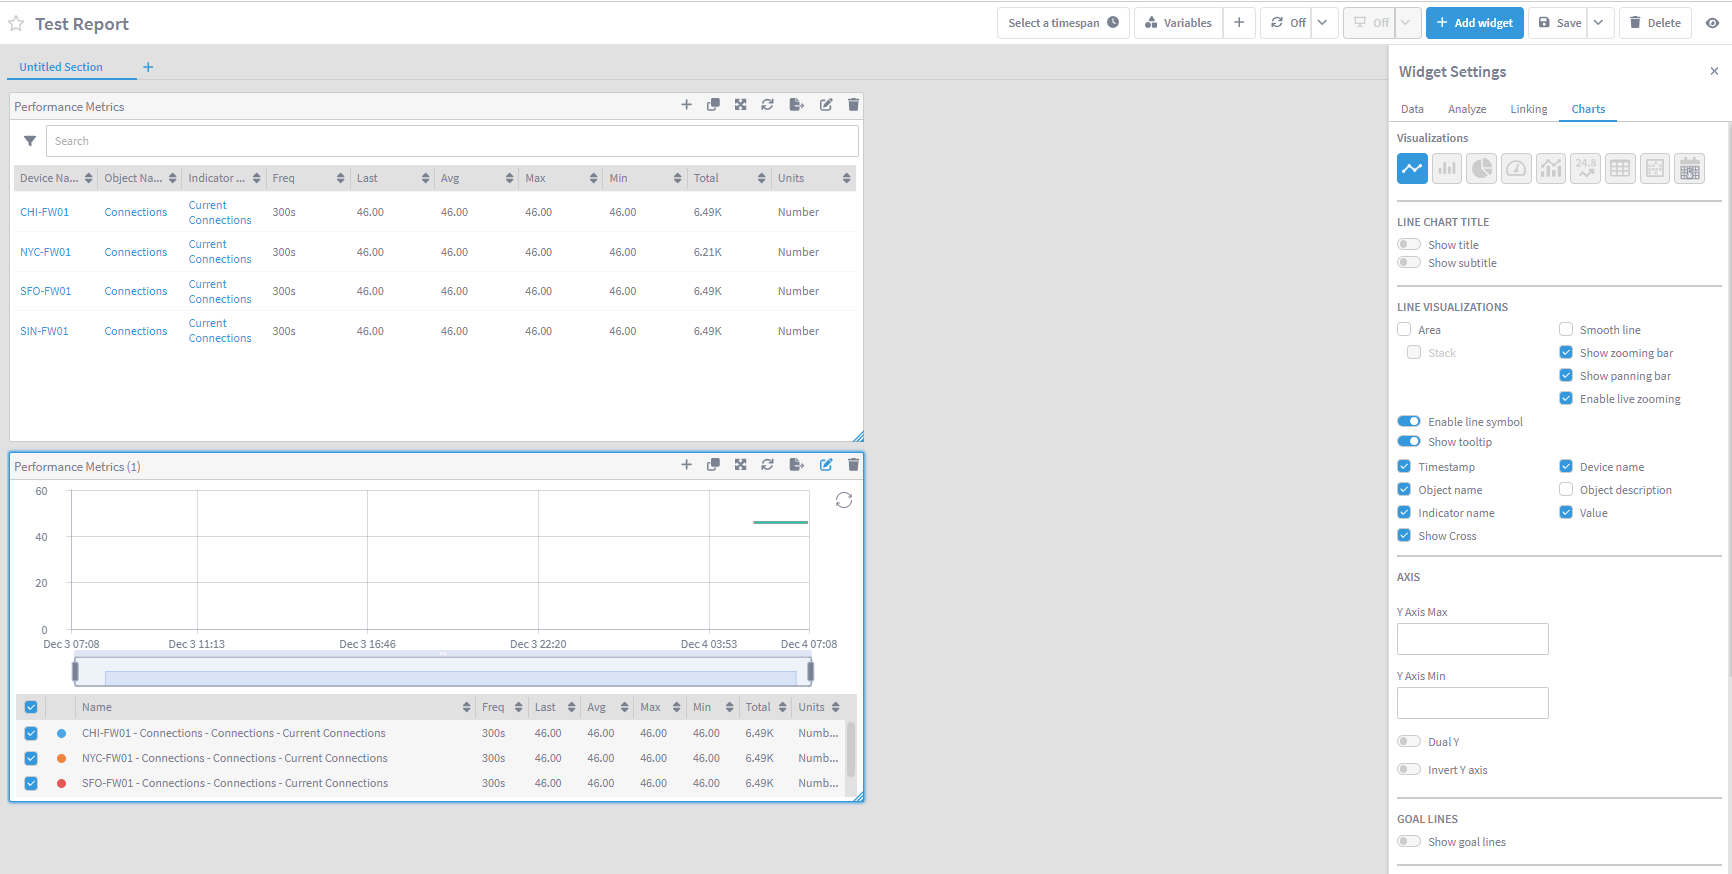 Test Report
Select a timespan
Variables
Off
Off
Add widget
Save
Delete
Untitled Section
Performance Metrics
Search
Device Na... Object Na... Indicator ... Freq Last Avg Max Min Total Units
CHI-FW01 Connections Current Connections 300s 46.00 46.00 46.00 46.00 6.49K Number
NYC-FW01 Connections Current Connections 300s 46.00 46.00 46.00 46.00 6.21K Number
SFO-FW01 Connections Current Connections 300s 46.00 46.00 46.00 46.00 6.49K Number
SIN-FW01 Connections Current Connections 300s 46.00 46.00 46.00 46.00 6.49K Number
Performance Metrics (1)
60
40
20
0
Dec 3 07:08 Dec 3 11:13 Dec 3 16:46 Dec 3 22:20 Dec 4 03:53 Dec 4 07:08
Name Freq Last Avg Max Min Total Units
CHI-FW01 - Connections - Connections - Current Connections 300s 46.00 46.00 46.00 46.00 6.49K Numb...
NYC-FW01 - Connections - Connections - Current Connections 300s 46.00 46.00 46.00 46.00 6.49K Numb...
SFO-FW01 - Connections - Connections - Current Connections 300s 46.00 46.00 46.00 46.00 6.49K Numb...
Widget Settings
Data Analyze Linking Charts
Visualizations
24.8
LINE CHART TITLE
Show title
Show subtitle
LINE VISUALIZATIONS
Area
Smooth line
Stack
Show zooming bar
Show panning bar
Enable live zooming
Enable line symbol
Show tooltip
Timestamp
Device name
Object name
Object description
Indicator name
Value
Show Cross
AXIS
Y Axis Max
Y Axis Min
Dual Y
Invert Y axis
GOAL LINES
Show goal lines